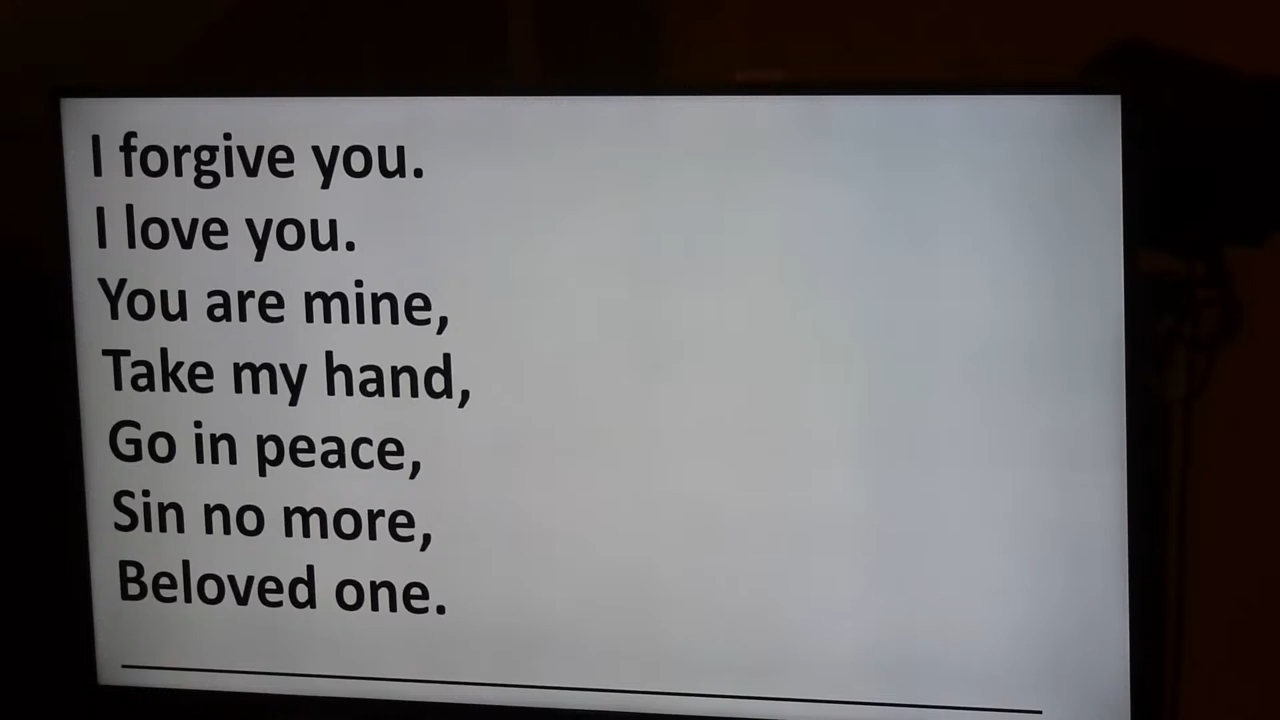 I forgive you.
I love you.
You are mine,
Take my hand,
Go in peace,
Sin no more,
Beloved one.